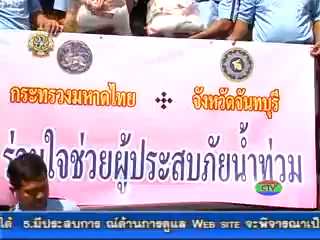 กระทรวงมหาดไทย ✣ จังหวัดจันทบุรี
ร่วมใจช่วยผู้ประสบภัยน้ำท่วม
CTV
ได้ 5.มีประสบการ ณ์ด้านการดูแล WEB SITE จะพิจารณาเป็